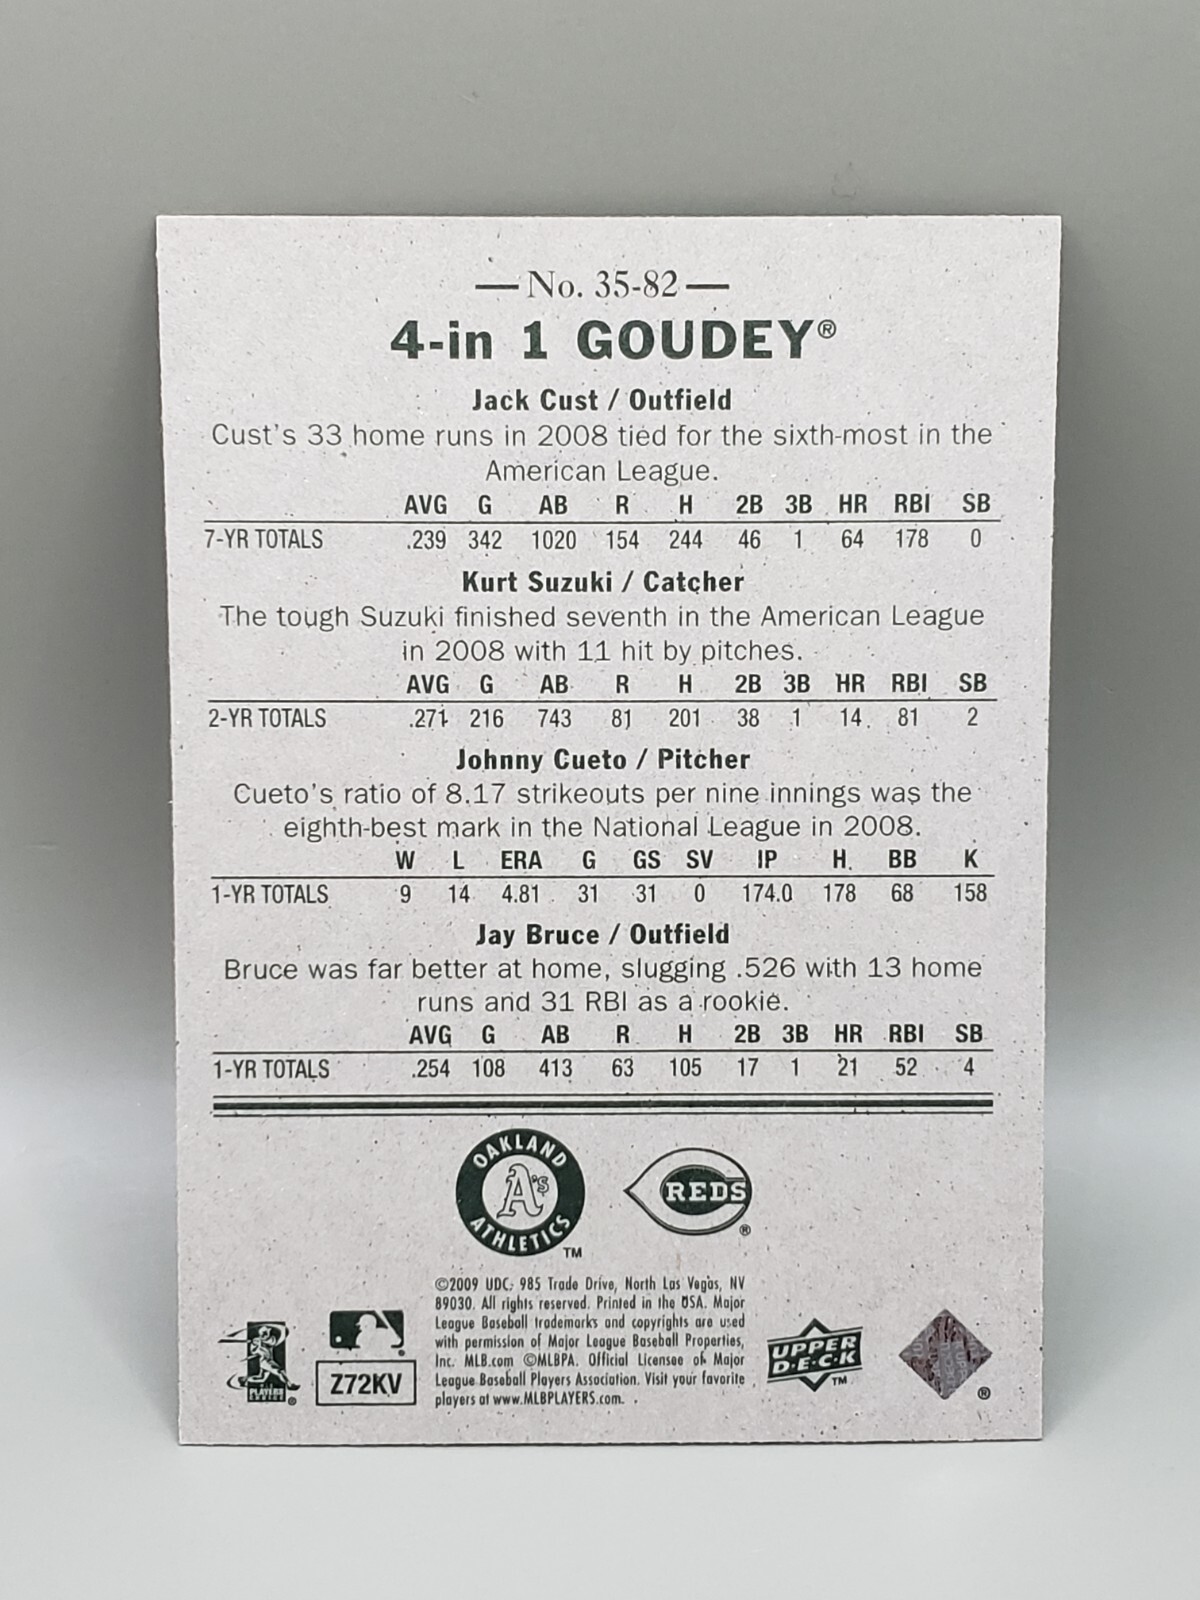 — No. 35-82 —
4-in 1 GOUDEY®
Jack Cust / Outfield
Cust's 33 home runs in 2008 tied for the sixth-most in the
American League.
AVG G AB R H 2B 3B HR RBI SB
7-YR TOTALS .239 342 1020 154 244 46 1 64 178 0
Kurt Suzuki / Catcher
The tough Suzuki finished seventh in the American League
in 2008 with 11 hit by pitches.
AVG G AB R H 2B 3B HR RBI SB
2-YR TOTALS .271 216 743 81 201 38 1 14 81 2
Johnny Cueto / Pitcher
Cueto's ratio of 8.17 strikeouts per nine innings was the
eighth-best mark in the National League in 2008.
W L ERA G GS SV IP H BB K
1-YR TOTALS 9 14 4.81 31 31 0 174.0 178 68 158
Jay Bruce / Outfield
Bruce was far better at home, slugging .526 with 13 home
runs and 31 RBI as a rookie.
AVG G AB R H 2B 3B HR RBI SB
1-YR TOTALS .254 108 413 63 105 17 1 21 52 4
OAKLAND A's ATHLETICS TM
REDS ®
©2009 UDC, 985 Trade Drive, North Las Vegas, NV
89030. All rights reserved. Printed in the USA. Major
League Baseball trademarks and copyrights are used
with permission of Major League Baseball Properties,
Inc. MLB.com ©MLBPA. Official Licensee of Major
League Baseball Players Association. Visit your favorite
players at www.MLBPLAYERS.com.
PLAYERS CHOICE ®
®
Z72KV
UPPER DECK TM
®